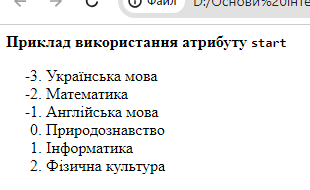 Файл
D:/Основи%20інте
Приклад використання атрибуту start
-3. Українська мова
-2. Математика
-1. Англійська мова
0. Природознавство
1. Інформатика
2. Фізична культура